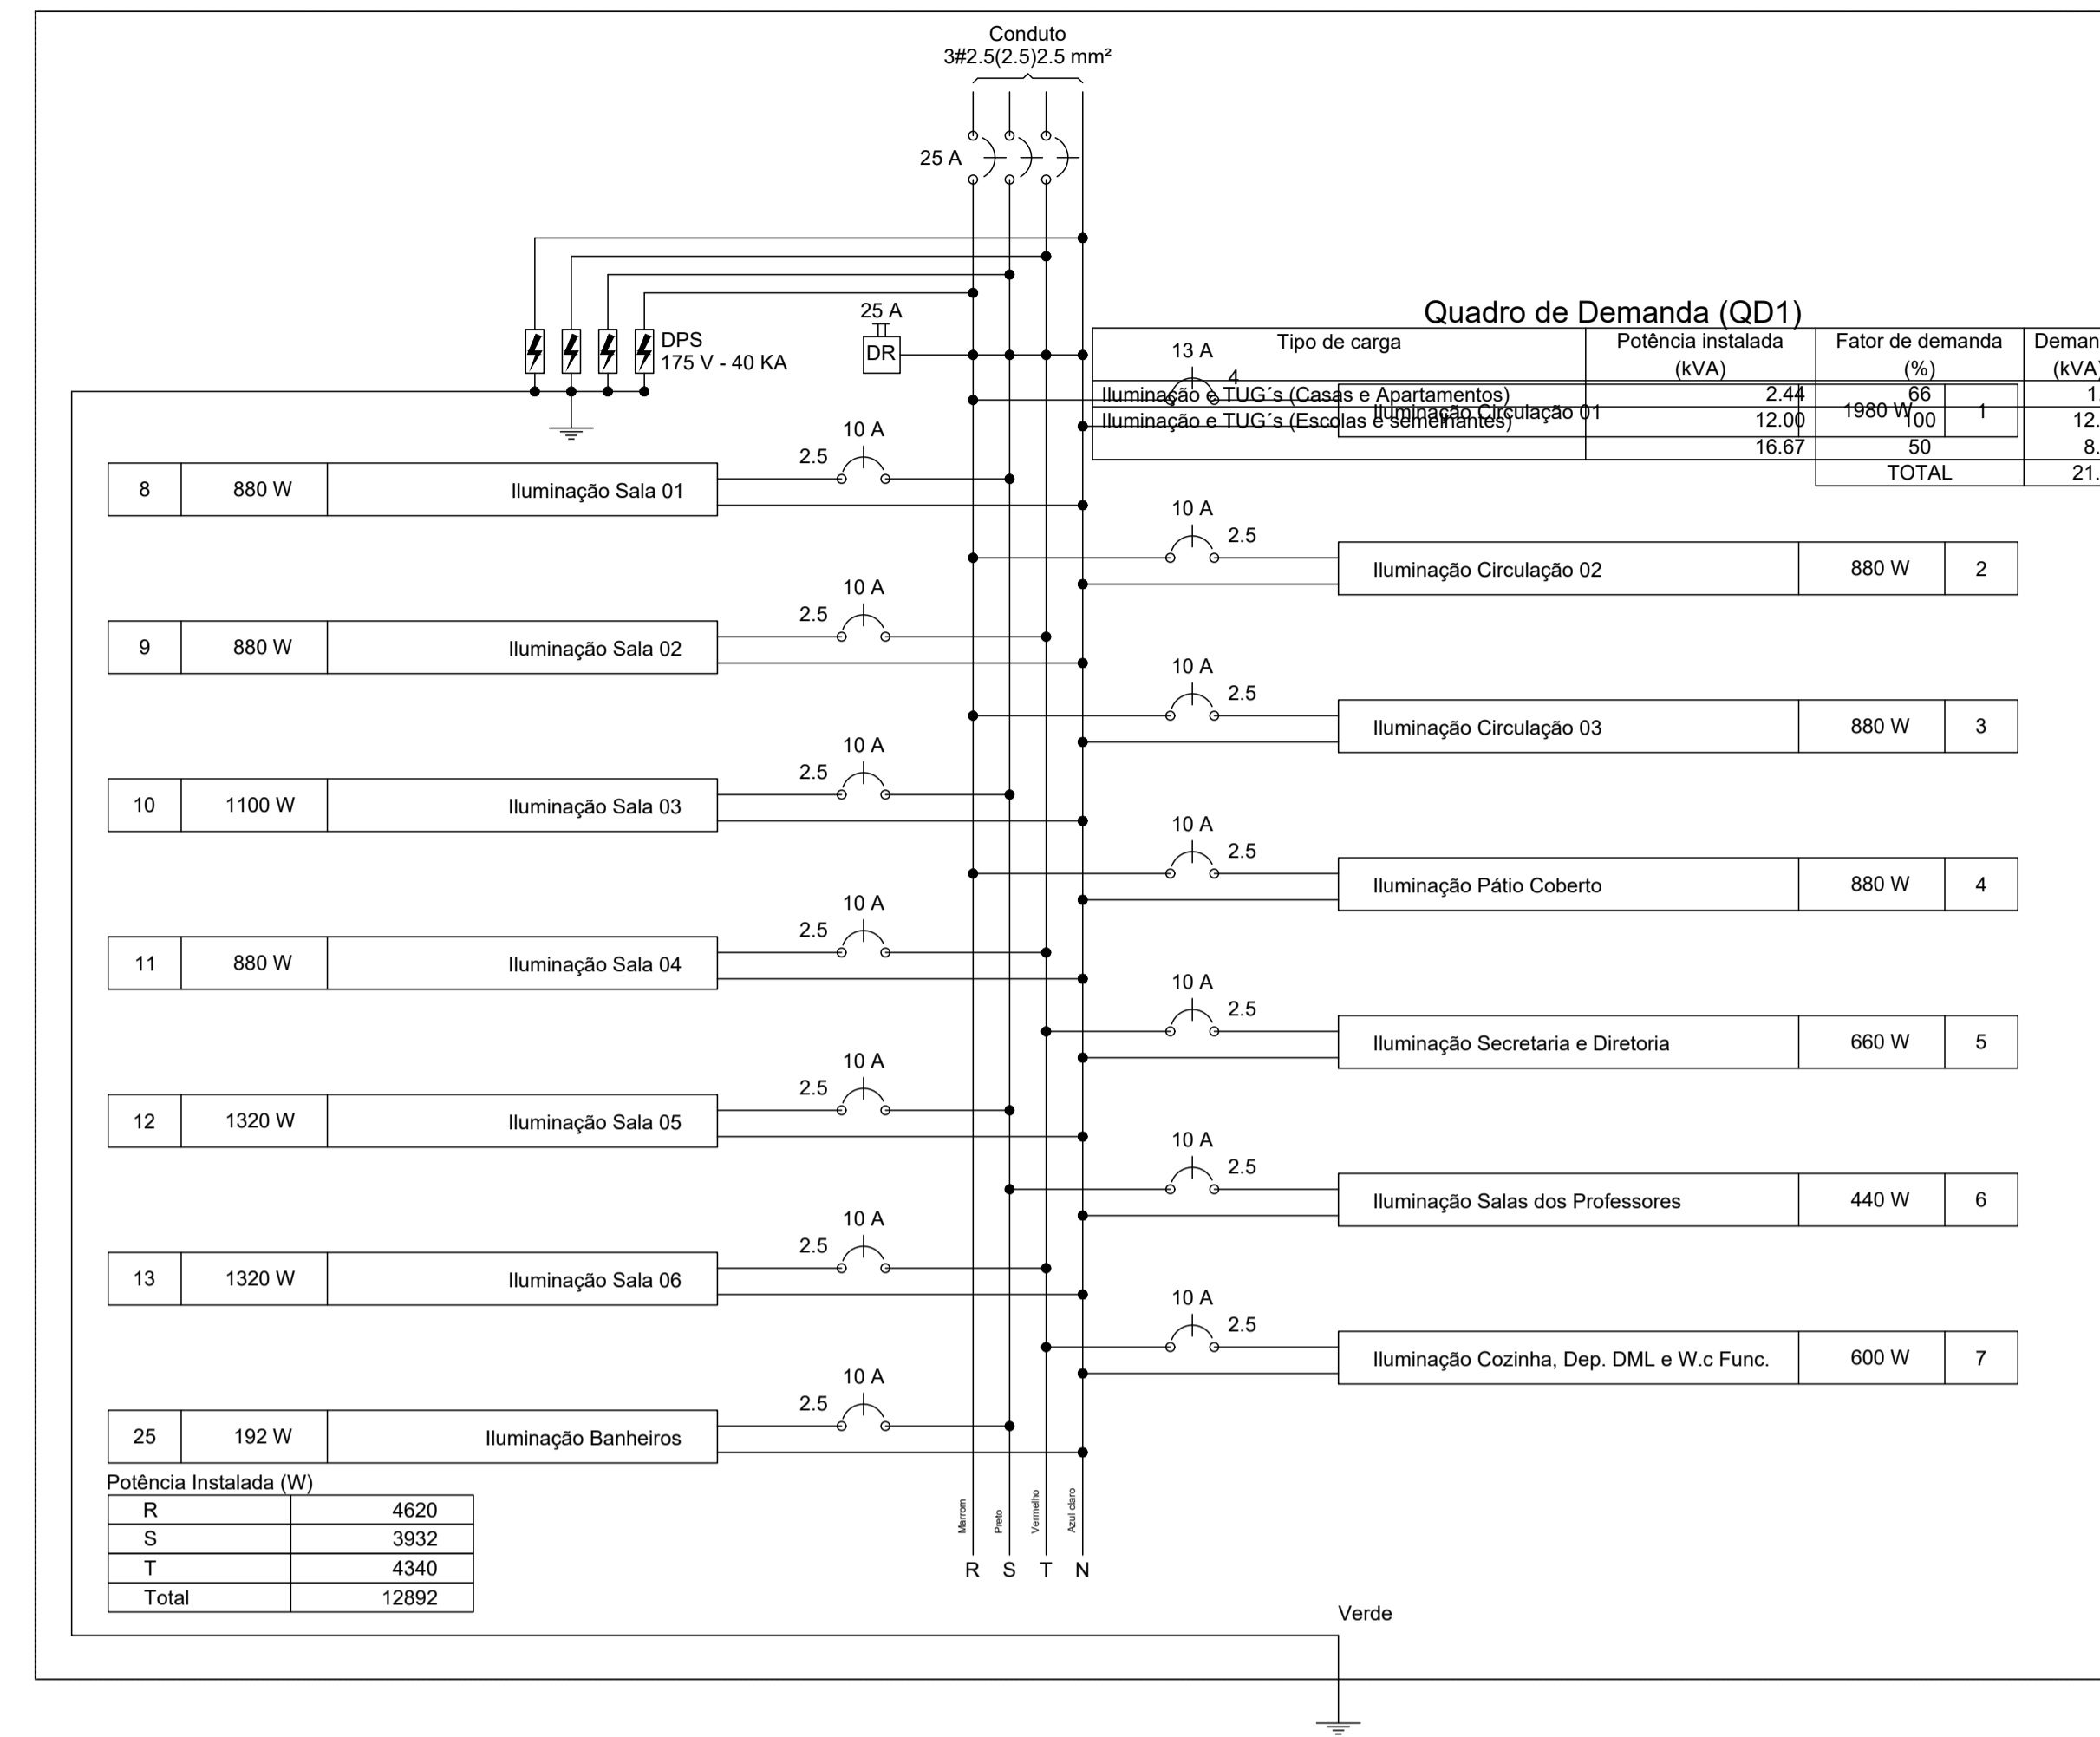 Conduto
3#2.5(2.5)2.5 mm²
25 A
25 A
DR
DPS
175 V - 40 KA
Quadro de Demanda (QD1)
Tipo de carga Potência instalada (kVA) Fator de demanda (%)
Iluminação e TUG´s (Casas e Apartamentos) 2.44 66
Iluminação e TUG´s (Escolas e semelhantes) 12.00 100
16.67 50
TOTAL
13 A
4
Iluminação Circulação 01 1980 W 1
10 A
2.5
8 880 W Iluminação Sala 01
10 A
2.5
Iluminação Circulação 02 880 W 2
10 A
2.5
9 880 W Iluminação Sala 02
10 A
2.5
Iluminação Circulação 03 880 W 3
10 A
2.5
10 1100 W Iluminação Sala 03
10 A
2.5
Iluminação Pátio Coberto 880 W 4
10 A
2.5
11 880 W Iluminação Sala 04
10 A
2.5
Iluminação Secretaria e Diretoria 660 W 5
10 A
2.5
12 1320 W Iluminação Sala 05
10 A
2.5
Iluminação Salas dos Professores 440 W 6
10 A
2.5
13 1320 W Iluminação Sala 06
10 A
2.5
Iluminação Cozinha, Dep. DML e W.c Func. 600 W 7
10 A
2.5
25 192 W Iluminação Banheiros
Potência Instalada (W)
R 4620
S 3932
T 4340
Total 12892
Marrom
Preto
Vermelho
Azul claro
R S T N
Verde